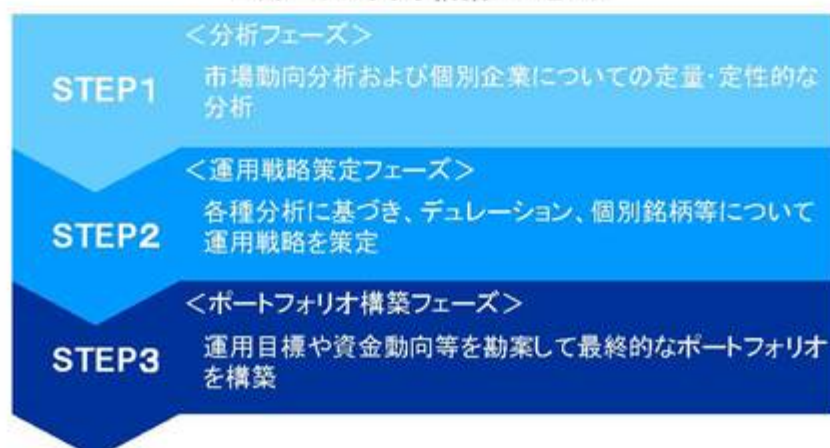 ＜分析フェーズ＞
STEP1
市場動向分析および個別企業についての定量・定性的な
分析
＜運用戦略策定フェーズ＞
STEP2
各種分析に基づき、デュレーション、個別銘柄等について
運用戦略を策定
＜ポートフォリオ構築フェーズ＞
STEP3
運用目標や資金動向等を勘案して最終的なポートフォリオ
を構築